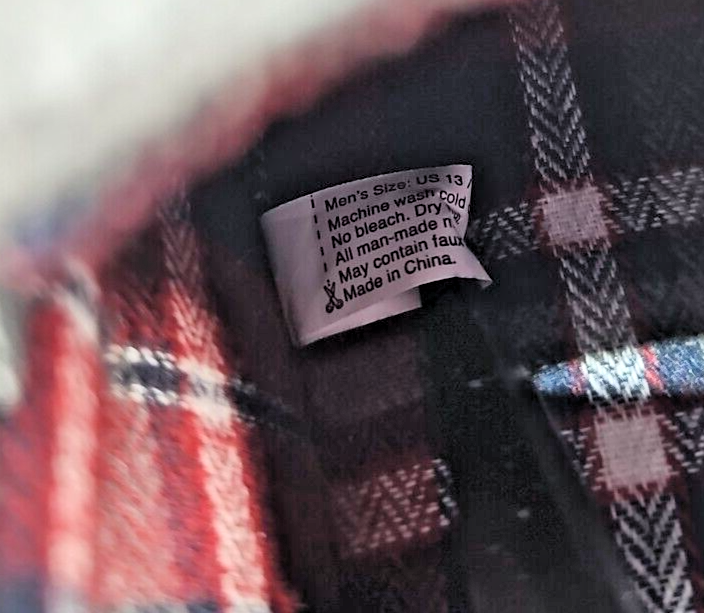 Men's Size: US 13 /
Machine wash cold
No bleach. Dry
All man-made
May contain faux
Made in China.